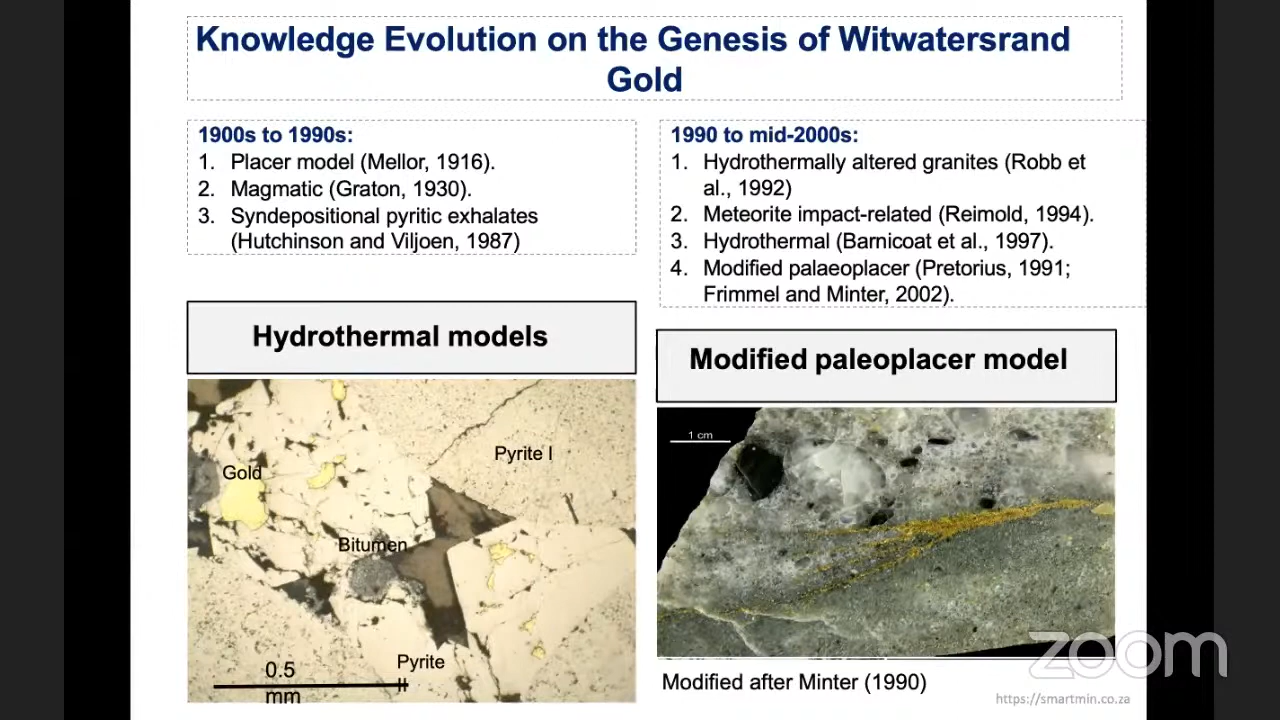 Knowledge Evolution on the Genesis of Witwatersrand
Gold
1900s to 1990s:
1. Placer model (Mellor, 1916).
2. Magmatic (Graton, 1930).
3. Syndepositional pyritic exhalates
(Hutchinson and Viljoen, 1987)
1990 to mid-2000s:
1. Hydrothermally altered granites (Robb et
al., 1992)
2. Meteorite impact-related (Reimold, 1994).
3. Hydrothermal (Barnicoat et al., 1997).
4. Modified palaeoplacer (Pretorius, 1991;
Frimmel and Minter, 2002).
Hydrothermal models
Gold
Pyrite I
Bitumen
Pyrite
0.5
mm
Modified paleoplacer model
1 cm
Modified after Minter (1990)
zoom
https://smartmin.co.za